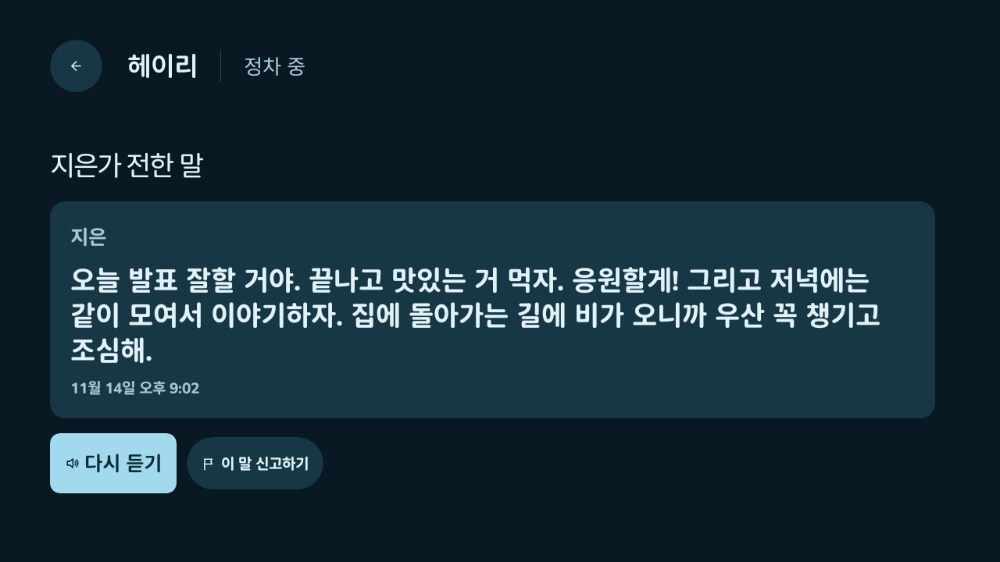 헤이리
정차 중
지은가 전한 말
지은
오늘 발표 잘할 거야. 끝나고 맛있는 거 먹자. 응원할게! 그리고 저녁에는
같이 모여서 이야기하자. 집에 돌아가는 길에 비가 오니까 우산 꼭 챙기고
조심해.
11월 14일 오후 9:02
다시 듣기
이 말 신고하기